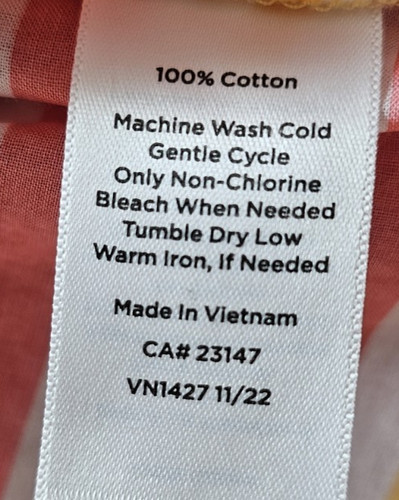 100% Cotton
Machine Wash Cold
Gentle Cycle
Only Non-Chlorine
Bleach When Needed
Tumble Dry Low
Warm Iron, If Needed
Made In Vietnam
CA# 23147
VN1427 11/22